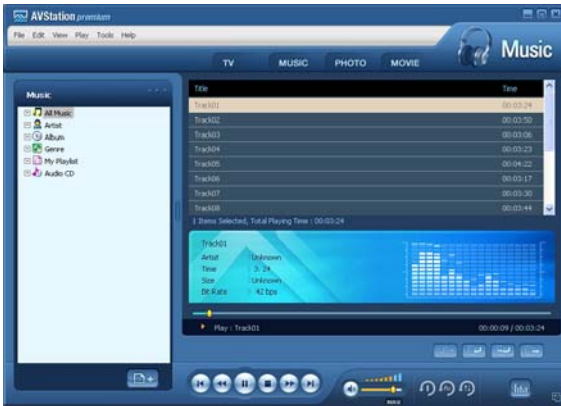 AVStation premium
File Edit View Play Tools Help
Music
TV MUSIC PHOTO MOVIE
Music
All Music
Artist
Album
Genre
My Playlist
Audio CD
Title Time
Track01 00:03:24
Track02 00:03:50
Track03 00:03:06
Track04 00:03:23
Track05 00:04:22
Track06 00:03:17
Track07 00:03:30
Track08 00:03:44
1 Items Selected, Total Playing Time : 00:03:24
Track01
Artist : Unknown
Time : 3: 24
Size : Unknown
Bit Rate : 42 bps
Play : Track01 00:00:09 / 00:03:24